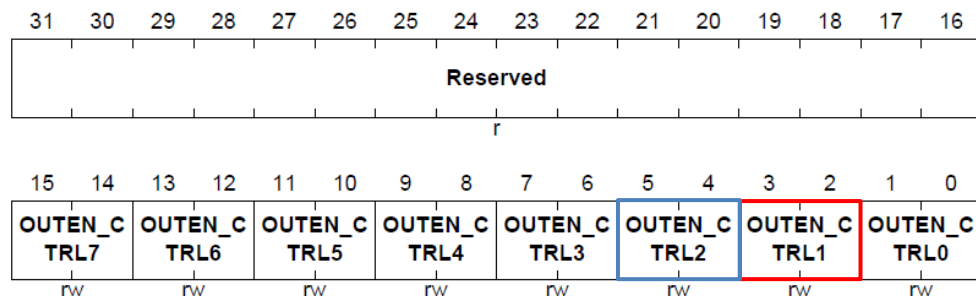 31 30 29 28 27 26 25 24 23 22 21 20 19 18 17 16
Reserved
r
15 14 13 12 11 10 9 8 7 6 5 4 3 2 1 0
OUTEN_C OUTEN_C OUTEN_C OUTEN_C OUTEN_C OUTEN_C OUTEN_C OUTEN_C
TRL7 TRL6 TRL5 TRL4 TRL3 TRL2 TRL1 TRL0
rw rw rw rw rw rw rw rw